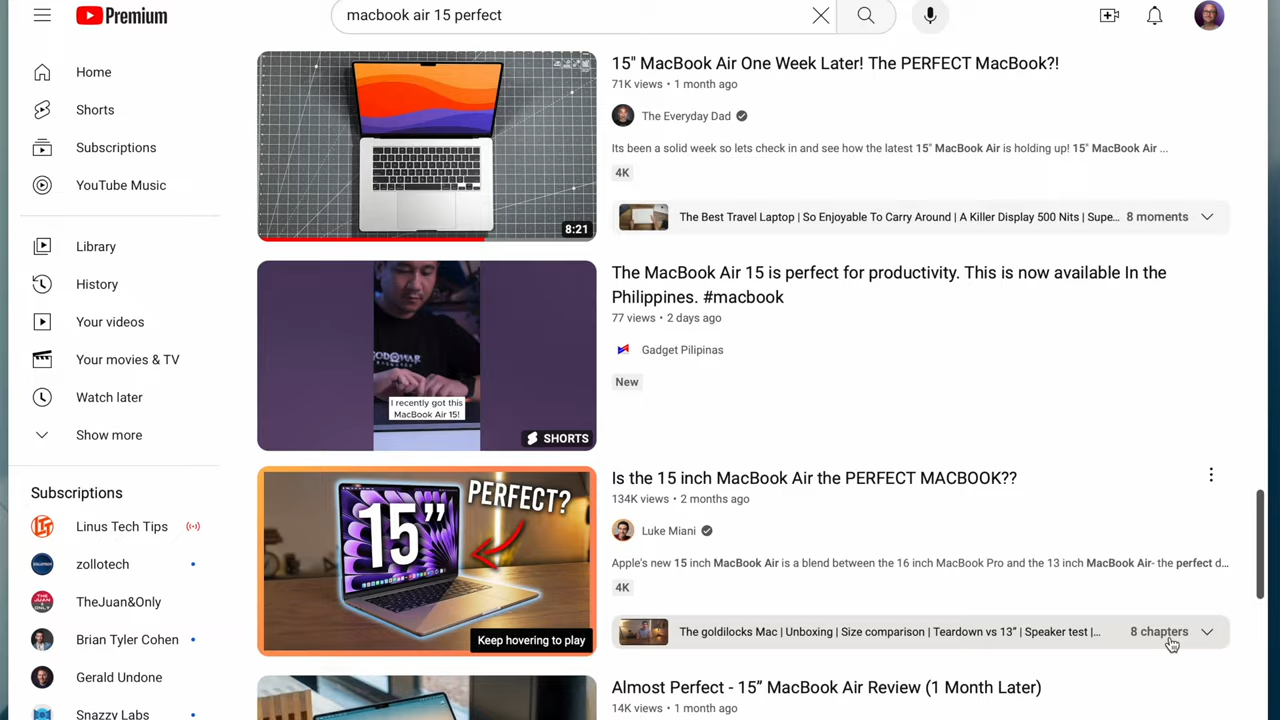 Premium
macbook air 15 perfect
Home
Shorts
Subscriptions
YouTube Music
Library
History
Your videos
Your movies & TV
Watch later
Show more
Subscriptions
Linus Tech Tips
zollotech
TheJuan&Only
Brian Tyler Cohen
Gerald Undone
Snazzy Labs
8:21
15" MacBook Air One Week Later! The PERFECT MacBook?!
71K views • 1 month ago
The Everyday Dad
Its been a solid week so lets check in and see how the latest 15" MacBook Air is holding up! 15" MacBook Air ...
4K
The Best Travel Laptop | So Enjoyable To Carry Around | A Killer Display 500 Nits | Supe... 8 moments
I recently got this
MacBook Air 15!
SHORTS
The MacBook Air 15 is perfect for productivity. This is now available In the
Philippines. #macbook
77 views • 2 days ago
Gadget Pilipinas
New
PERFECT?
15”
Keep hovering to play
Is the 15 inch MacBook Air the PERFECT MACBOOK??
134K views • 2 months ago
Luke Miani
Apple's new 15 inch MacBook Air is a blend between the 16 inch MacBook Pro and the 13 inch MacBook Air- the perfect d...
4K
The goldilocks Mac | Unboxing | Size comparison | Teardown vs 13” | Speaker test |... 8 chapters
Almost Perfect - 15” MacBook Air Review (1 Month Later)
14K views • 1 month ago